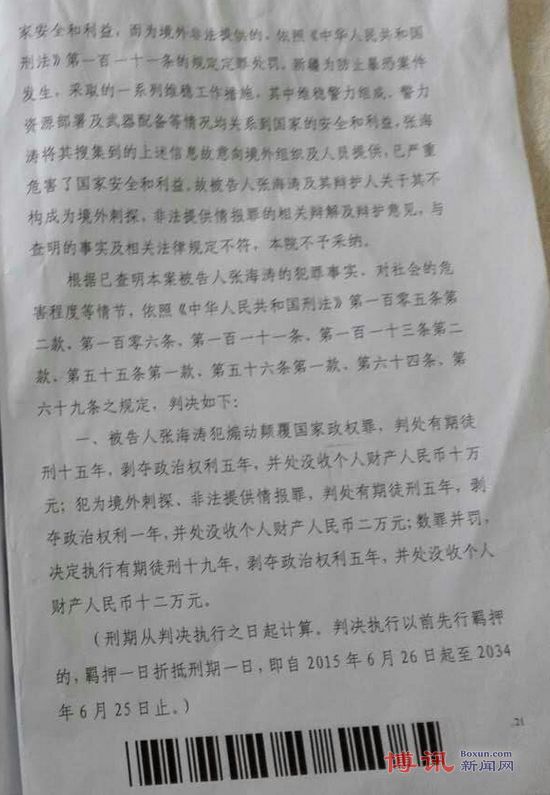 家安全和利益，而为境外非法提供的，依照《中华人民共和国
刑法》第一百一十一条的规定定罪处罚。新疆为防止暴恐案件
发生，采取的一系列维稳工作措施，其中维稳警力组成、警力
资源部署及武器配备等情况均关系到国家的安全和利益，张海
涛将其搜集到的上述信息故意向境外组织及人员提供，已严重
危害了国家安全和利益。故被告人张海涛及其辩护人关于其不
构成为境外刺探、非法提供情报罪的相关辩解及辩护意见，与
查明的事实及相关法律规定不符，本院不予采纳。
根据已查明本案被告人张海涛的犯罪事实、对社会的危
害程度等情节，依照《中华人民共和国刑法》第一百零五条第
二款、第一百零六条、第一百一十一条、第一百一十三条第二
款、第五十五条第一款、第五十六条第一款、第六十四条、第
六十九条之规定，判决如下：
一、被告人张海涛犯煽动颠覆国家政权罪，判处有期徒
刑十五年，剥夺政治权利五年，并处没收个人财产人民币十万
元；犯为境外刺探、非法提供情报罪，判处有期徒刑五年，剥
夺政治权利一年，并处没收个人财产人民币二万元；数罪并罚，
决定执行有期徒刑十九年，剥夺政治权利五年，并处没收个人
财产人民币十二万元。
（刑期从判决执行之日起计算。判决执行以前先行羁押
的，羁押一日折抵刑期一日，即自2015年6月26日起至2034
年6月25日止。）
21
博讯 Boxun.com 新闻网